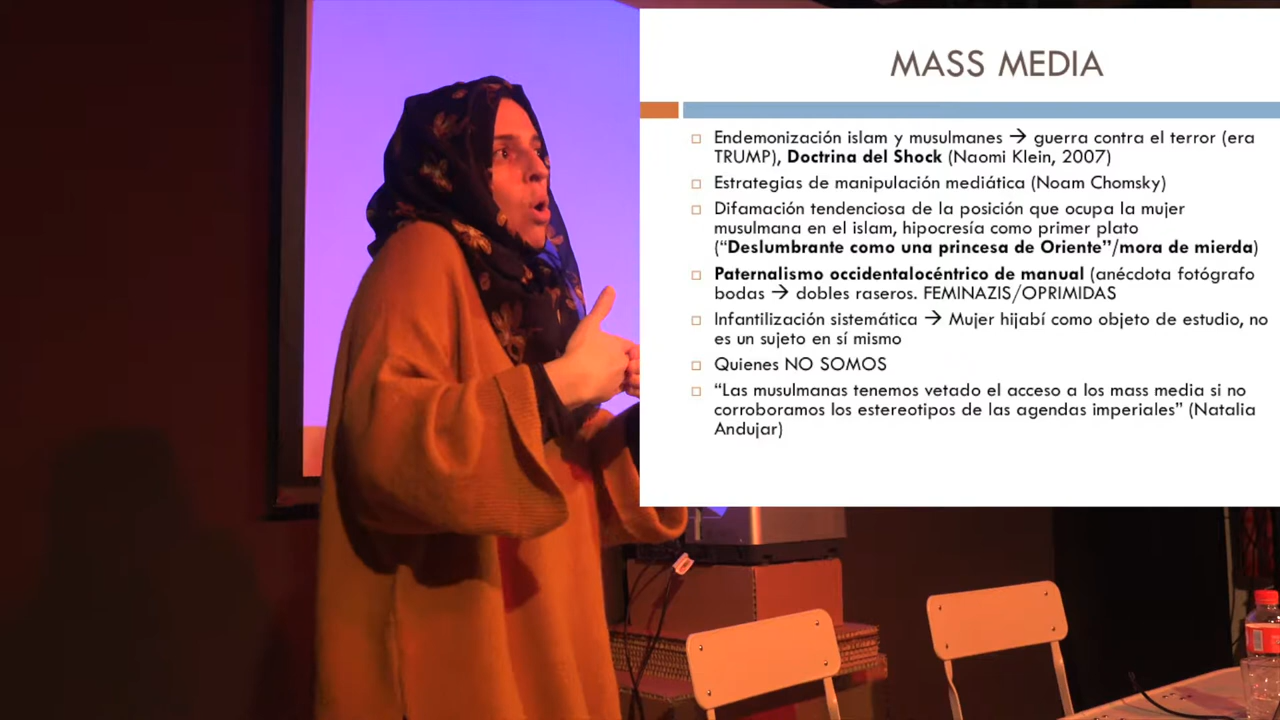 MASS MEDIA
Endemonización islam y musulmanes → guerra contra el terror (era
TRUMP), Doctrina del Shock (Naomi Klein, 2007)
Estrategias de manipulación mediática (Noam Chomsky)
Difamación tendenciosa de la posición que ocupa la mujer
musulmana en el islam, hipocresía como primer plato
(“Deslumbrante como una princesa de Oriente”/mora de mierda)
Paternalismo occidentalocéntrico de manual (anécdota fotógrafo
bodas → dobles raseros. FEMINAZIS/OPRIMIDAS
Infantilización sistemática → Mujer hijabí como objeto de estudio, no
es un sujeto en sí mismo
Quienes NO SOMOS
“Las musulmanas tenemos vetado el acceso a los mass media si no
corroboramos los estereotipos de las agendas imperiales” (Natalia
Andujar)